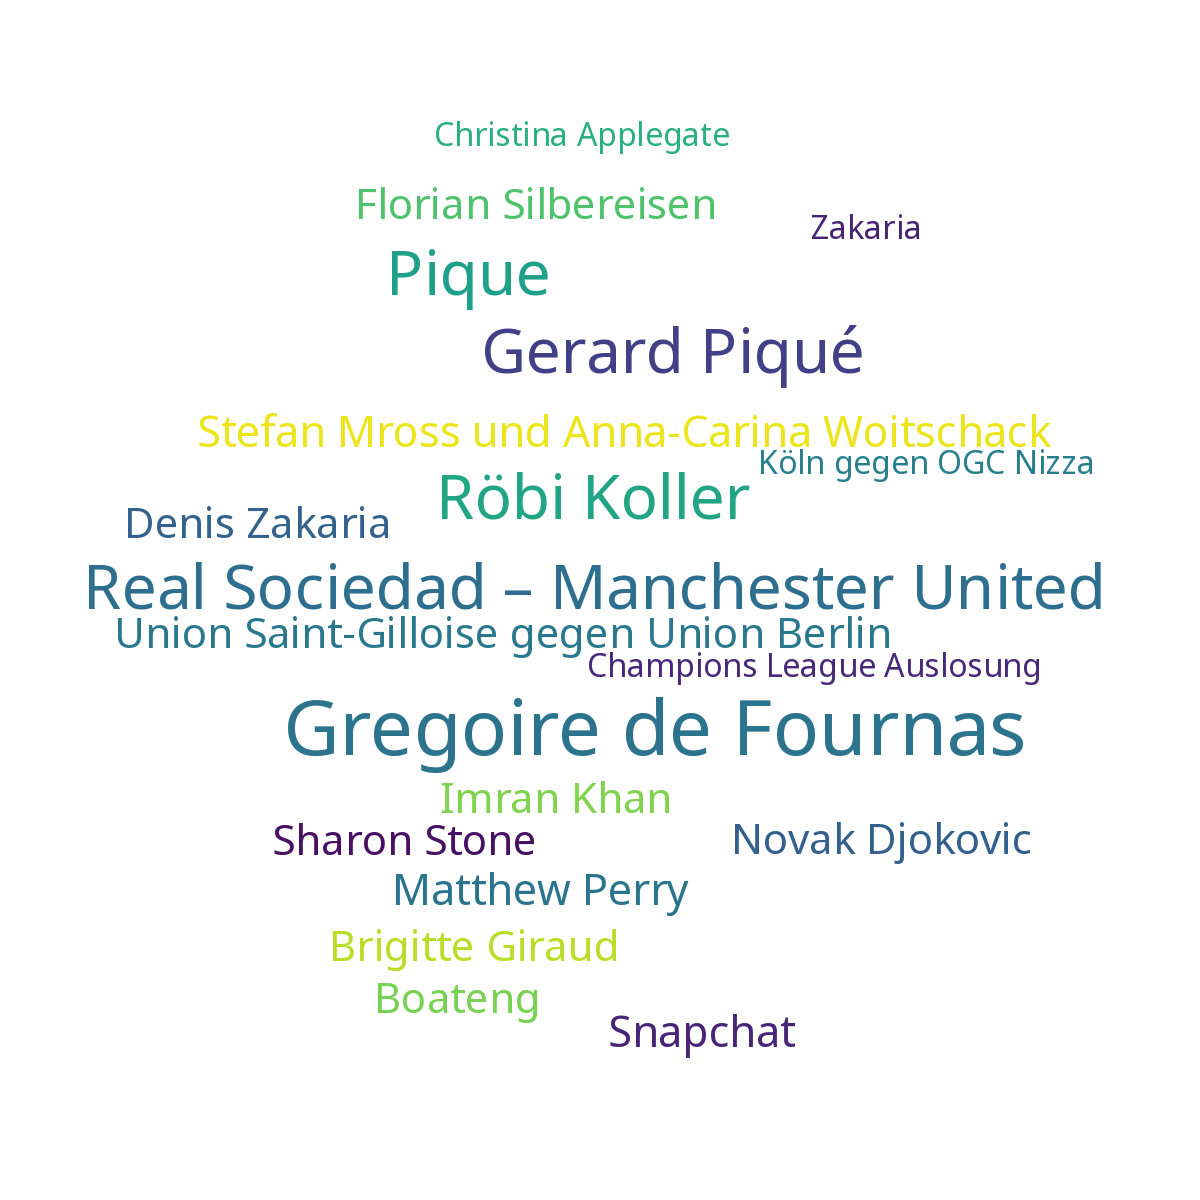 Christina Applegate
Florian Silbereisen
Zakaria
Pique
Gerard Piqué
Stefan Mross und Anna-Carina Woitschack
Köln gegen OGC Nizza
Röbi Koller
Denis Zakaria
Real Sociedad – Manchester United
Union Saint-Gilloise gegen Union Berlin
Champions League Auslosung
Gregoire de Fournas
Imran Khan
Sharon Stone
Novak Djokovic
Matthew Perry
Brigitte Giraud
Boateng
Snapchat